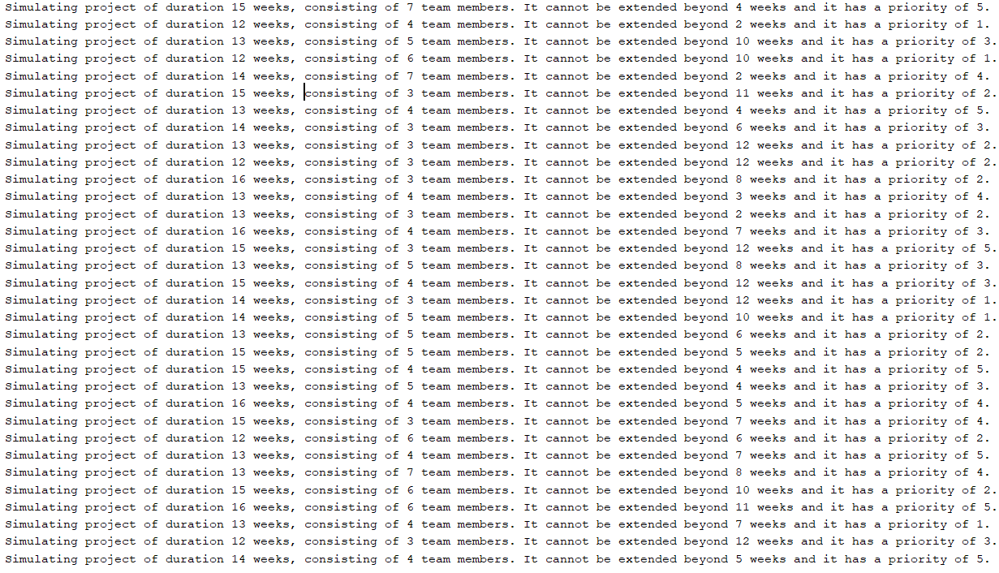 Simulating project of duration 15 weeks, consisting of 7 team members. It cannot be extended beyond 4 weeks and it has a priority of 5.
Simulating project of duration 12 weeks, consisting of 4 team members. It cannot be extended beyond 2 weeks and it has a priority of 1.
Simulating project of duration 13 weeks, consisting of 5 team members. It cannot be extended beyond 10 weeks and it has a priority of 3.
Simulating project of duration 12 weeks, consisting of 6 team members. It cannot be extended beyond 10 weeks and it has a priority of 1.
Simulating project of duration 14 weeks, consisting of 7 team members. It cannot be extended beyond 2 weeks and it has a priority of 4.
Simulating project of duration 15 weeks, consisting of 3 team members. It cannot be extended beyond 11 weeks and it has a priority of 2.
Simulating project of duration 13 weeks, consisting of 4 team members. It cannot be extended beyond 4 weeks and it has a priority of 5.
Simulating project of duration 14 weeks, consisting of 3 team members. It cannot be extended beyond 6 weeks and it has a priority of 3.
Simulating project of duration 13 weeks, consisting of 3 team members. It cannot be extended beyond 12 weeks and it has a priority of 2.
Simulating project of duration 12 weeks, consisting of 3 team members. It cannot be extended beyond 12 weeks and it has a priority of 2.
Simulating project of duration 16 weeks, consisting of 3 team members. It cannot be extended beyond 8 weeks and it has a priority of 2.
Simulating project of duration 13 weeks, consisting of 4 team members. It cannot be extended beyond 3 weeks and it has a priority of 4.
Simulating project of duration 13 weeks, consisting of 3 team members. It cannot be extended beyond 2 weeks and it has a priority of 2.
Simulating project of duration 16 weeks, consisting of 4 team members. It cannot be extended beyond 7 weeks and it has a priority of 3.
Simulating project of duration 15 weeks, consisting of 3 team members. It cannot be extended beyond 12 weeks and it has a priority of 5.
Simulating project of duration 13 weeks, consisting of 5 team members. It cannot be extended beyond 8 weeks and it has a priority of 3.
Simulating project of duration 15 weeks, consisting of 4 team members. It cannot be extended beyond 12 weeks and it has a priority of 3.
Simulating project of duration 14 weeks, consisting of 3 team members. It cannot be extended beyond 12 weeks and it has a priority of 1.
Simulating project of duration 14 weeks, consisting of 5 team members. It cannot be extended beyond 10 weeks and it has a priority of 1.
Simulating project of duration 13 weeks, consisting of 5 team members. It cannot be extended beyond 6 weeks and it has a priority of 2.
Simulating project of duration 15 weeks, consisting of 5 team members. It cannot be extended beyond 5 weeks and it has a priority of 2.
Simulating project of duration 15 weeks, consisting of 4 team members. It cannot be extended beyond 4 weeks and it has a priority of 5.
Simulating project of duration 13 weeks, consisting of 5 team members. It cannot be extended beyond 4 weeks and it has a priority of 3.
Simulating project of duration 16 weeks, consisting of 4 team members. It cannot be extended beyond 5 weeks and it has a priority of 4.
Simulating project of duration 15 weeks, consisting of 3 team members. It cannot be extended beyond 7 weeks and it has a priority of 4.
Simulating project of duration 12 weeks, consisting of 6 team members. It cannot be extended beyond 6 weeks and it has a priority of 2.
Simulating project of duration 13 weeks, consisting of 4 team members. It cannot be extended beyond 7 weeks and it has a priority of 5.
Simulating project of duration 13 weeks, consisting of 7 team members. It cannot be extended beyond 8 weeks and it has a priority of 4.
Simulating project of duration 15 weeks, consisting of 6 team members. It cannot be extended beyond 10 weeks and it has a priority of 2.
Simulating project of duration 16 weeks, consisting of 6 team members. It cannot be extended beyond 11 weeks and it has a priority of 5.
Simulating project of duration 13 weeks, consisting of 4 team members. It cannot be extended beyond 7 weeks and it has a priority of 1.
Simulating project of duration 12 weeks, consisting of 3 team members. It cannot be extended beyond 12 weeks and it has a priority of 3.
Simulating project of duration 14 weeks, consisting of 4 team members. It cannot be extended beyond 5 weeks and it has a priority of 5.